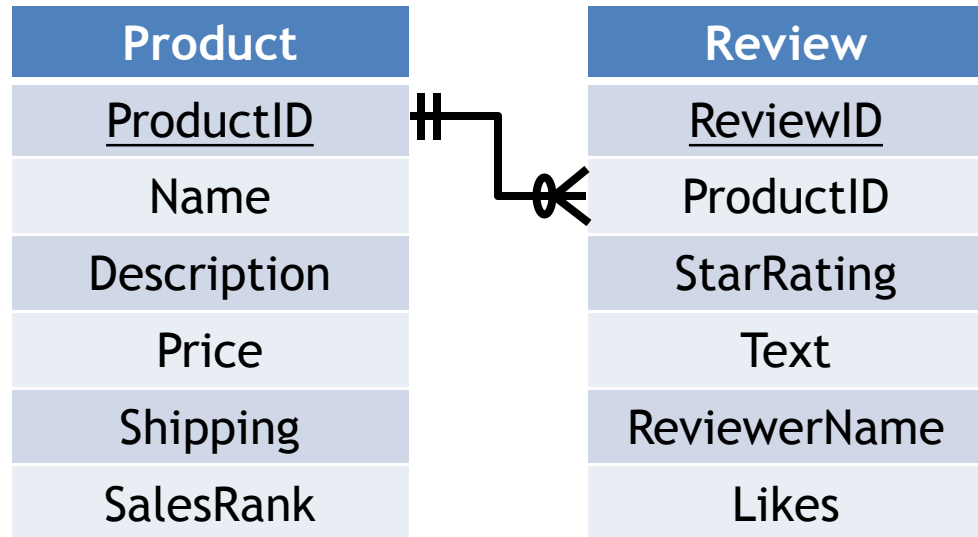 Product
ProductID
Name
Description
Price
Shipping
SalesRank
Review
ReviewID
ProductID
StarRating
Text
ReviewerName
Likes